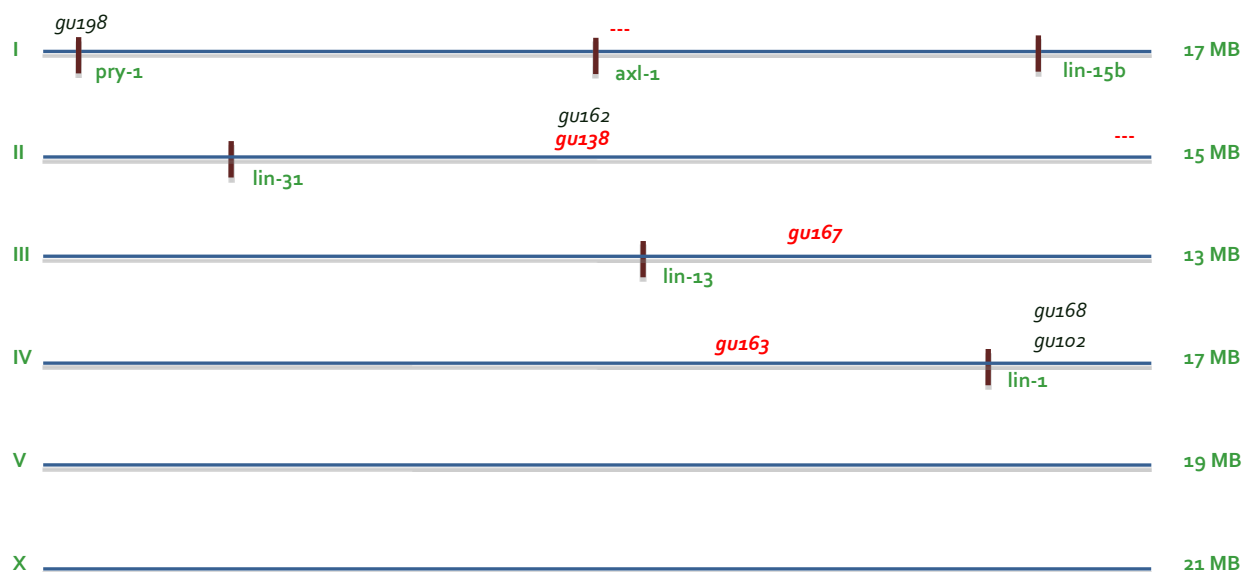 gu198
---
I
17 MB
pry-1
axl-1
lin-15b
gu162
gu138
---
II
15 MB
lin-31
gu167
III
13 MB
lin-13
gu168
gu163
gu102
IV
17 MB
lin-1
V
19 MB
X
21 MB